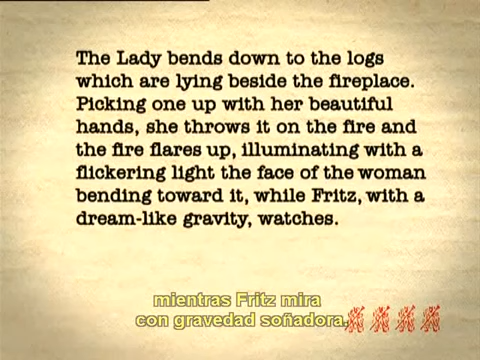 The Lady bends down to the logs
which are lying beside the fireplace.
Picking one up with her beautiful
hands, she throws it on the fire and
the fire flares up, illuminating with a
flickering light the face of the woman
bending toward it, while Fritz, with a
dream-like gravity, watches.
mientras Fritz mira
con gravedad soñadora.